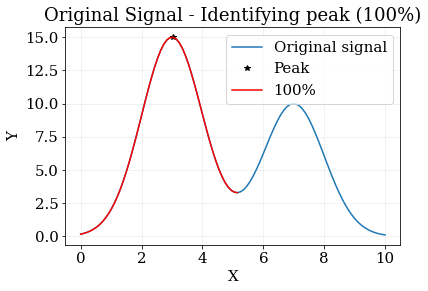 Original Signal - Identifying peak (100%)
Original signal
Peak
100%
15.0
12.5
10.0
7.5
5.0
2.5
0.0
Y
0 2 4 6 8 10
X